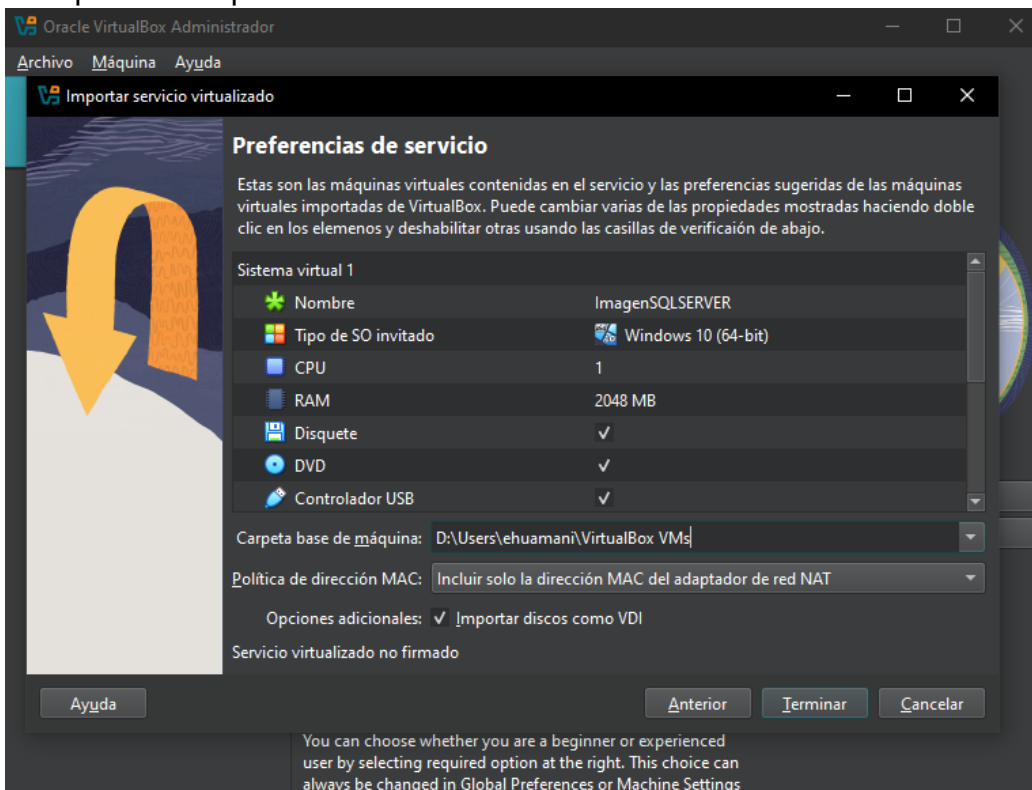 Oracle VirtualBox Administrador
Archivo Máquina Ayuda
Importar servicio virtualizado
Preferencias de servicio
Estas son las máquinas virtuales contenidas en el servicio y las preferencias sugeridas de las máquinas
virtuales importadas de VirtualBox. Puede cambiar varias de las propiedades mostradas haciendo doble
clic en los elemenos y deshabilitar otras usando las casillas de verificaión de abajo.
Sistema virtual 1
Nombre ImagenSQLSERVER
Tipo de SO invitado Windows 10 (64-bit)
CPU 1
RAM 2048 MB
Disquete ✓
DVD ✓
Controlador USB ✓
Carpeta base de máquina: D:\Users\ehuamani\VirtualBox VMs
Política de dirección MAC: Incluir solo la dirección MAC del adaptador de red NAT
Opciones adicionales: ✓ Importar discos como VDI
Servicio virtualizado no firmado
Ayuda Anterior Terminar Cancelar
You can choose whether you are a beginner or experienced
user by selecting required option at the right. This choice can
always be changed in Global Preferences or Machine Settings